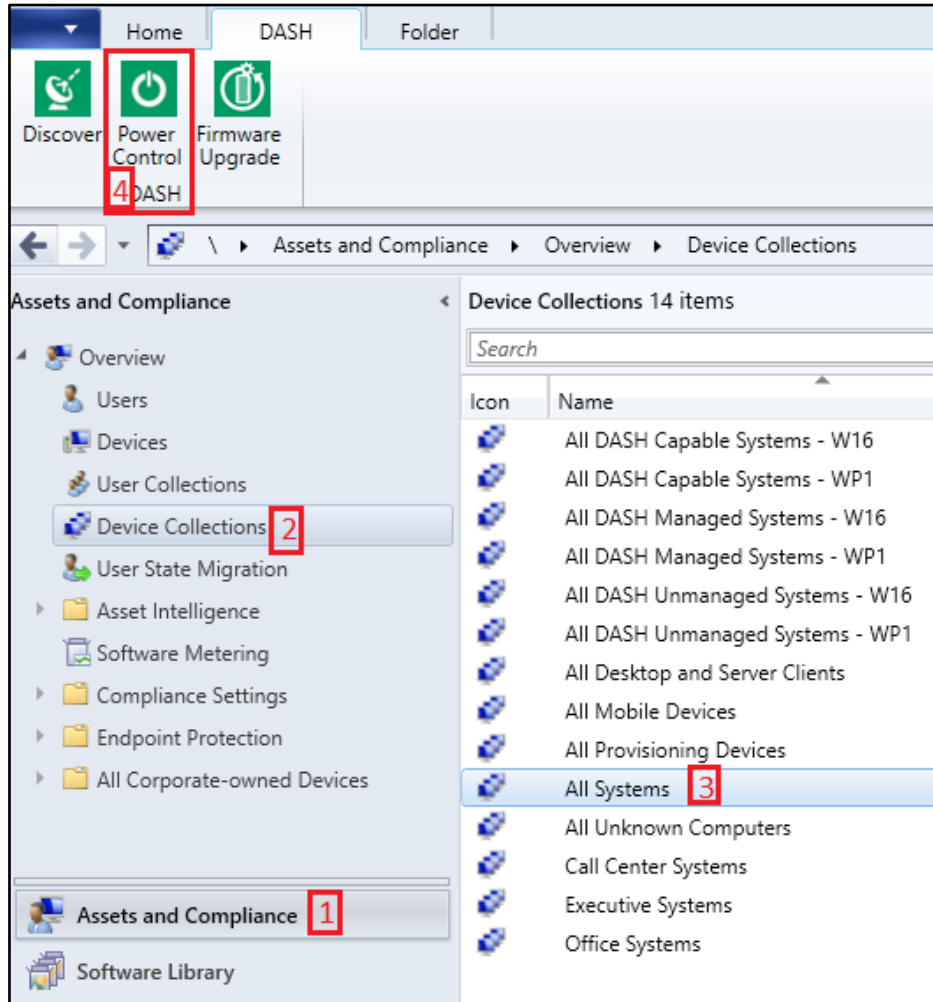 Home DASH Folder
Discover Power Control Firmware Upgrade
4 DASH
\ Assets and Compliance Overview Device Collections
Assets and Compliance
Overview
Users
Devices
User Collections
Device Collections 2
User State Migration
Asset Intelligence
Software Metering
Compliance Settings
Endpoint Protection
All Corporate-owned Devices
Assets and Compliance 1
Software Library
Device Collections 14 items
Search
Icon Name
All DASH Capable Systems - W16
All DASH Capable Systems - WP1
All DASH Managed Systems - W16
All DASH Managed Systems - WP1
All DASH Unmanaged Systems - W16
All DASH Unmanaged Systems - WP1
All Desktop and Server Clients
All Mobile Devices
All Provisioning Devices
All Systems 3
All Unknown Computers
Call Center Systems
Executive Systems
Office Systems